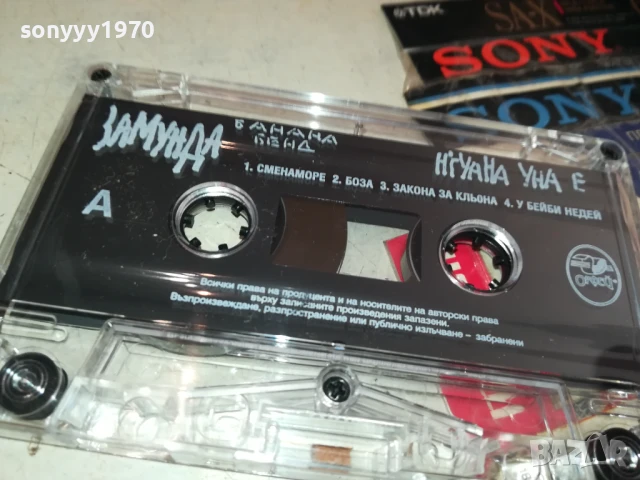 sonyyy1970
TDK
SA-X
SONY
SONY
ЗАМУНДА
БАНАНА
БЕНД
НГУАНА УНА Е
1. СМЕНАМОРЕ 2. БОЗА 3. ЗАКОНА ЗА КЛЬОНА 4. У БЕЙБИ НЕДЕЙ
A
Всички права на продуцента и на носителите на авторски права
върху записаните произведения запазени.
Възпроизвеждане, разпространение или публично излъчване – забранени
BAZAR